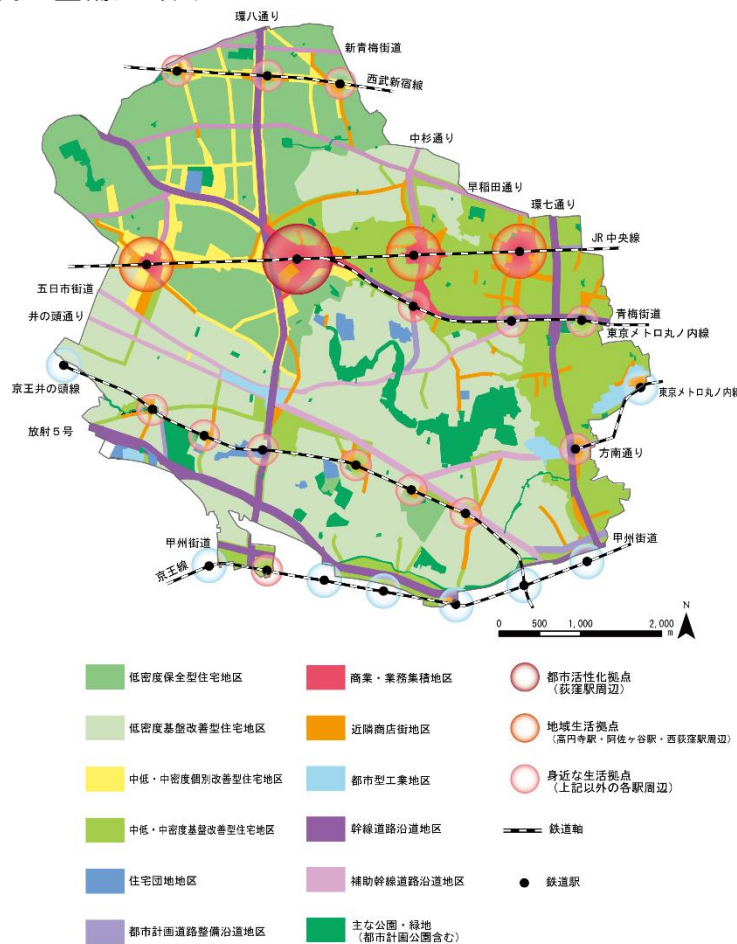 環八通り
新青梅街道
西武新宿線
中杉通り
早稲田通り
環七通り
JR中央線
五日市街道
井の頭通り
青梅街道
東京メトロ丸ノ内線
京王井の頭線
東京メトロ丸ノ内線
放射5号
方南通り
甲州街道
甲州街道
京王線
N
0 500 1,000 2,000
m
低密度保全型住宅地区
低密度基盤改善型住宅地区
中低・中密度個別改善型住宅地区
中低・中密度基盤改善型住宅地区
住宅団地地区
都市計画道路整備沿道地区
商業・業務集積地区
近隣商店街地区
都市型工業地区
幹線道路沿道地区
補助幹線道路沿道地区
主な公園・緑地
(都市計画公園含む)
都市活性化拠点
(荻窪駅周辺)
地域生活拠点
(高円寺駅・阿佐ヶ谷駅・西荻窪駅周辺)
身近な生活拠点
(上記以外の各駅周辺)
鉄道軸
鉄道駅